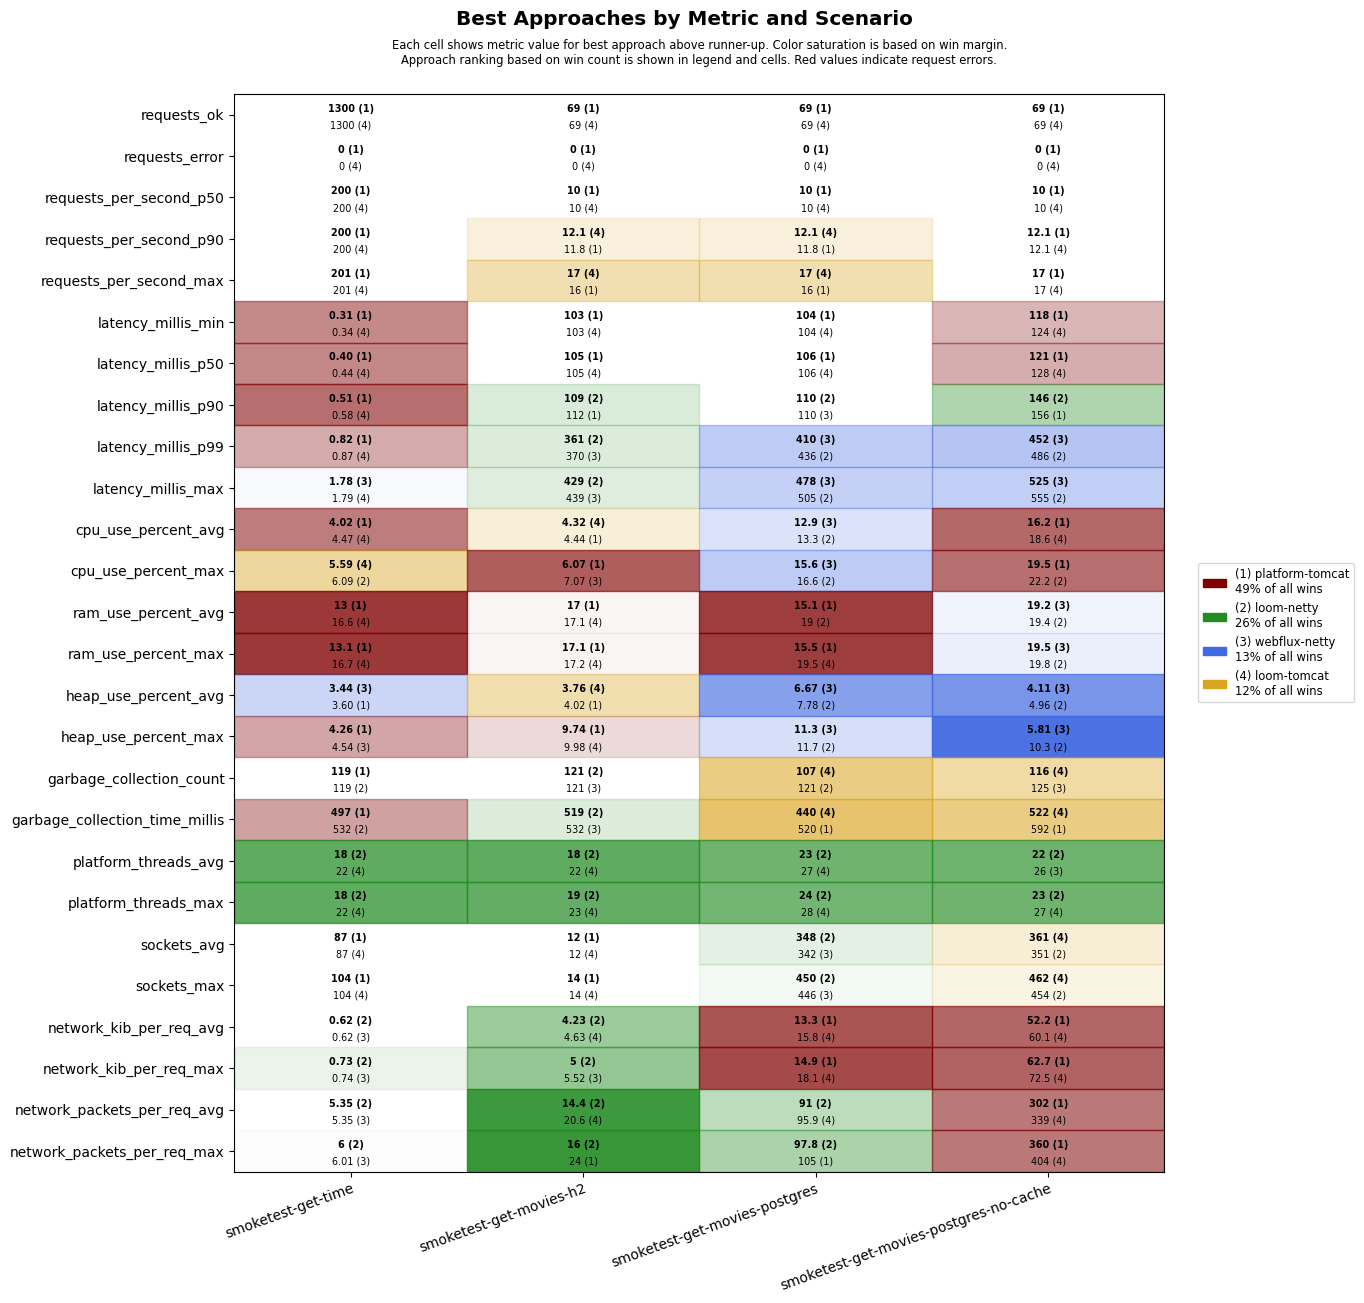 Best Approaches by Metric and Scenario
Each cell shows metric value for best approach above runner-up. Color saturation is based on win margin.
Approach ranking based on win count is shown in legend and cells. Red values indicate request errors.
requests_ok
1300 (1) 69 (1) 69 (1) 69 (1)
1300 (4) 69 (4) 69 (4) 69 (4)
requests_error
0 (1) 0 (1) 0 (1) 0 (1)
0 (4) 0 (4) 0 (4) 0 (4)
requests_per_second_p50
200 (1) 10 (1) 10 (1) 10 (1)
200 (4) 10 (4) 10 (4) 10 (4)
requests_per_second_p90
200 (1) 12.1 (4) 12.1 (4) 12.1 (1)
200 (4) 11.8 (1) 11.8 (1) 12.1 (4)
requests_per_second_max
201 (1) 17 (4) 17 (4) 17 (1)
201 (4) 16 (1) 16 (1) 17 (4)
latency_millis_min
0.31 (1) 103 (1) 104 (1) 118 (1)
0.34 (4) 103 (4) 104 (4) 124 (4)
latency_millis_p50
0.40 (1) 105 (1) 106 (1) 121 (1)
0.44 (4) 105 (4) 106 (4) 128 (4)
latency_millis_p90
0.51 (1) 109 (2) 110 (2) 146 (2)
0.58 (4) 112 (1) 110 (3) 156 (1)
latency_millis_p99
0.82 (1) 361 (2) 410 (3) 452 (3)
0.87 (4) 370 (3) 436 (2) 486 (2)
latency_millis_max
1.78 (3) 429 (2) 478 (3) 525 (3)
1.79 (4) 439 (3) 505 (2) 555 (2)
cpu_use_percent_avg
4.02 (1) 4.32 (4) 12.9 (3) 16.2 (1)
4.47 (4) 4.44 (1) 13.3 (2) 18.6 (4)
cpu_use_percent_max
5.59 (4) 6.07 (1) 15.6 (3) 19.5 (1)
6.09 (2) 7.07 (3) 16.6 (2) 22.2 (2)
ram_use_percent_avg
13 (1) 17 (1) 15.1 (1) 19.2 (3)
16.6 (4) 17.1 (4) 19 (2) 19.4 (2)
ram_use_percent_max
13.1 (1) 17.1 (1) 15.5 (1) 19.5 (3)
16.7 (4) 17.2 (4) 19.5 (4) 19.8 (2)
heap_use_percent_avg
3.44 (3) 3.76 (4) 6.67 (3) 4.11 (3)
3.60 (1) 4.02 (1) 7.78 (2) 4.96 (2)
heap_use_percent_max
4.26 (1) 9.74 (1) 11.3 (3) 5.81 (3)
4.54 (3) 9.98 (4) 11.7 (2) 10.3 (2)
garbage_collection_count
119 (1) 121 (2) 107 (4) 116 (4)
119 (2) 121 (3) 121 (2) 125 (3)
garbage_collection_time_millis
497 (1) 519 (2) 440 (4) 522 (4)
532 (2) 532 (3) 520 (1) 592 (1)
platform_threads_avg
18 (2) 18 (2) 23 (2) 22 (2)
22 (4) 22 (4) 27 (4) 26 (3)
platform_threads_max
18 (2) 19 (2) 24 (2) 23 (2)
22 (4) 23 (4) 28 (4) 27 (4)
sockets_avg
87 (1) 12 (1) 348 (2) 361 (4)
87 (4) 12 (4) 342 (3) 351 (2)
sockets_max
104 (1) 14 (1) 450 (2) 462 (4)
104 (4) 14 (4) 446 (3) 454 (2)
network_kib_per_req_avg
0.62 (2) 4.23 (2) 13.3 (1) 52.2 (1)
0.62 (3) 4.63 (4) 15.8 (4) 60.1 (4)
network_kib_per_req_max
0.73 (2) 5 (2) 14.9 (1) 62.7 (1)
0.74 (3) 5.52 (3) 18.1 (4) 72.5 (4)
network_packets_per_req_avg
5.35 (2) 14.4 (2) 91 (2) 302 (1)
5.35 (3) 20.6 (4) 95.9 (4) 339 (4)
network_packets_per_req_max
6 (2) 16 (2) 97.8 (2) 360 (1)
6.01 (3) 24 (1) 105 (1) 404 (4)
smoketest-get-time
smoketest-get-movies-h2
smoketest-get-movies-postgres
smoketest-get-movies-postgres-no-cache
(1) platform-tomcat
49% of all wins
(2) loom-netty
26% of all wins
(3) webflux-netty
13% of all wins
(4) loom-tomcat
12% of all wins